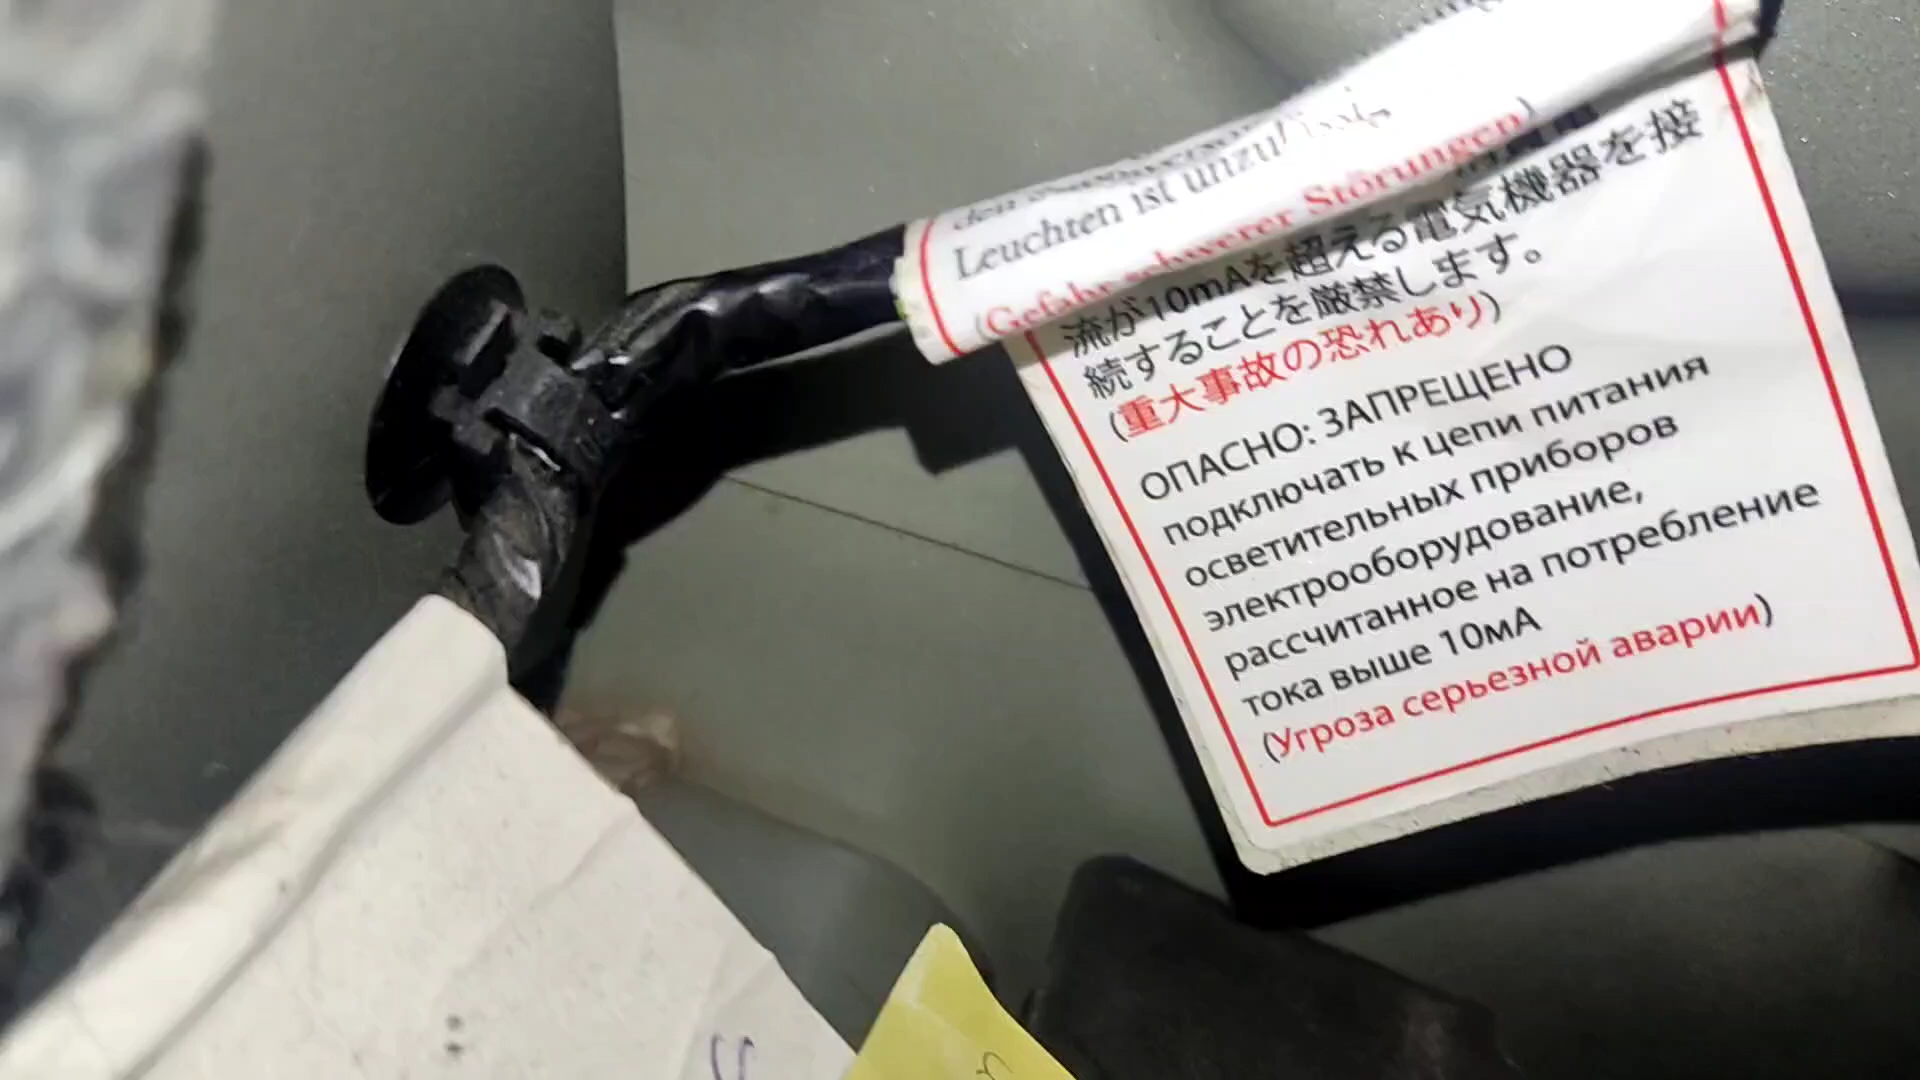 Leuchten ist
(Gefahr schwerer Störungen)
流が10mAを超える電気機器を接
続することを厳禁します。
(重大事故の恐れあり)
ОПАСНО: ЗАПРЕЩЕНО
подключать к цепи питания
осветительных приборов
электрооборудование,
рассчитанное на потребление
тока выше 10мА
(Угроза серьезной аварии)